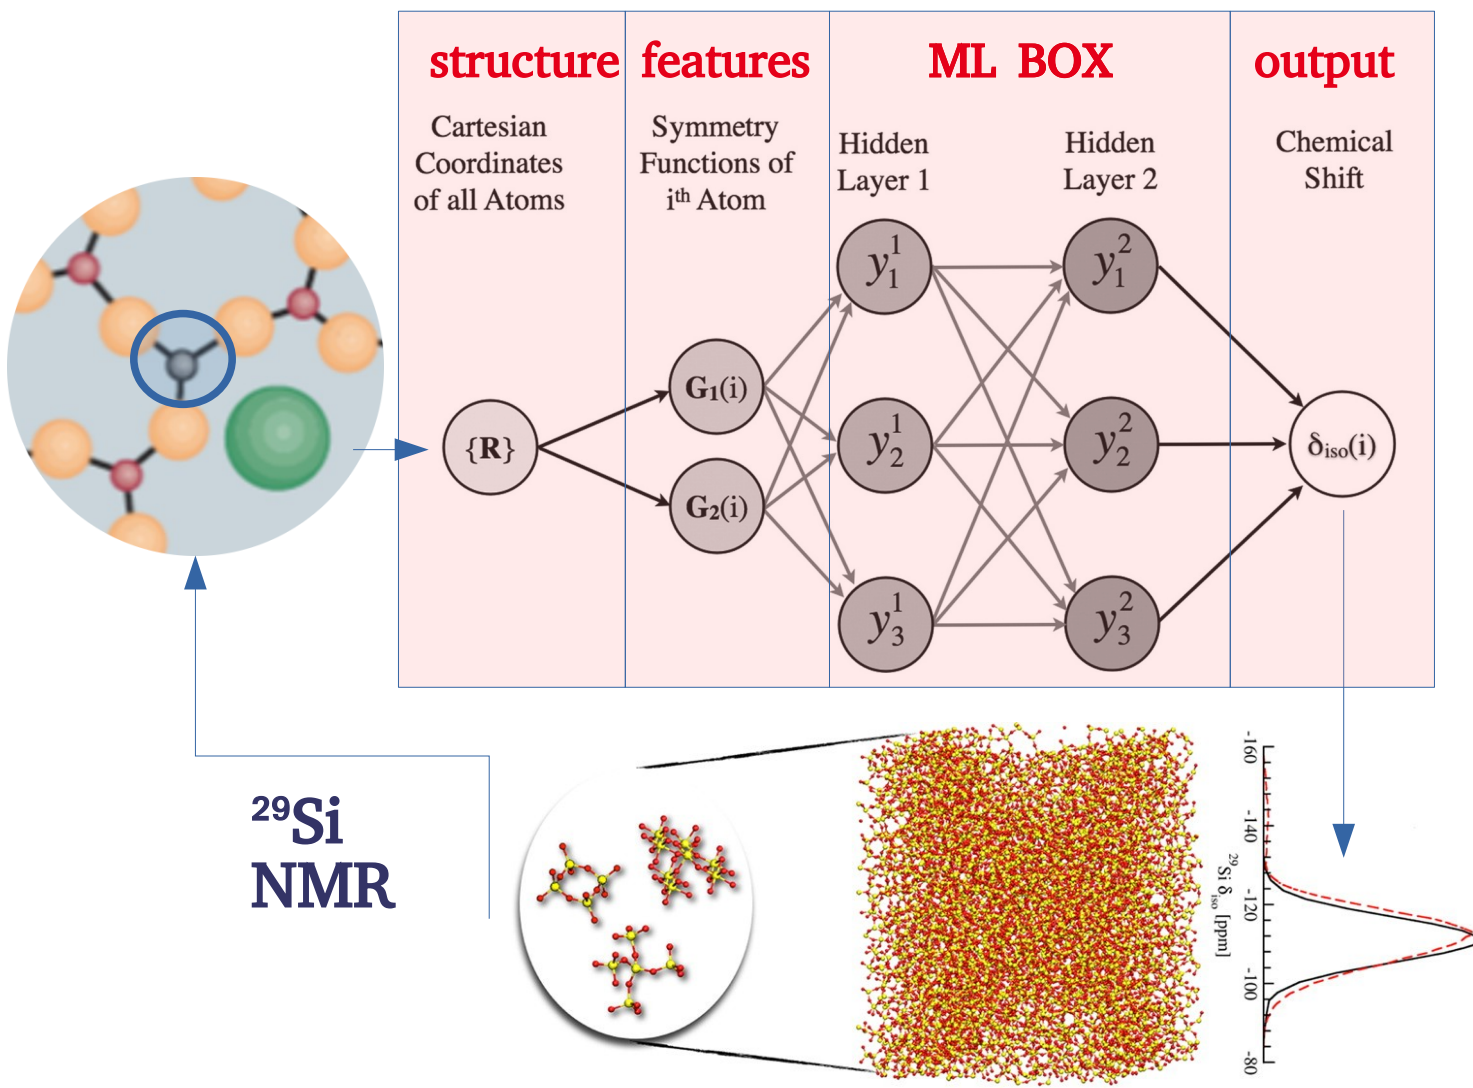 structure features ML BOX output
Cartesian
Coordinates
of all Atoms
Symmetry
Functions of
iᵗʰ Atom
Hidden
Layer 1
Hidden
Layer 2
Chemical
Shift
{R}
G₁(i)
G₂(i)
y₁¹
y₂¹
y₃¹
y₁²
y₂²
y₃²
δiso(i)
²⁹Si
NMR
-160
-140
-120
-100
-80
²⁹Si δiso [ppm]